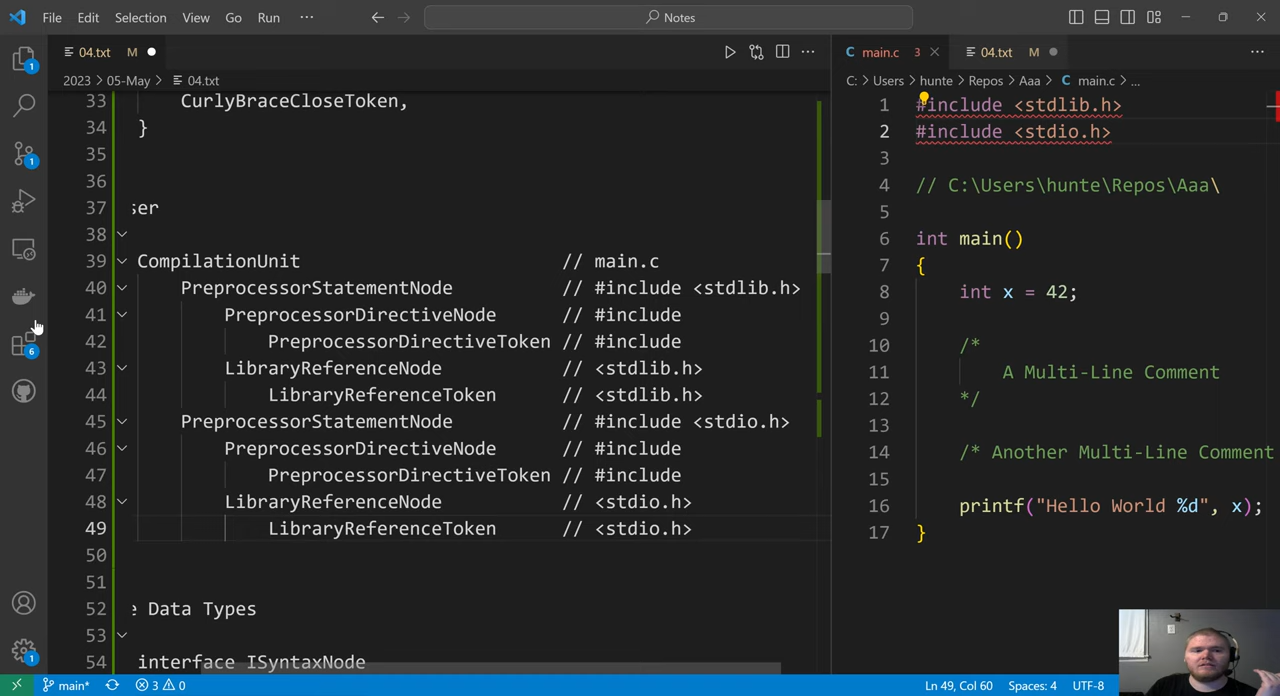 File Edit Selection View Go Run ··· Notes
04.txt M
2023 > 05-May > 04.txt
33 CurlyBraceCloseToken,
34 }
35
36
37 ser
38
39 CompilationUnit // main.c
40 PreprocessorStatementNode // #include <stdlib.h>
41 PreprocessorDirectiveNode // #include
42 PreprocessorDirectiveToken // #include
43 LibraryReferenceNode // <stdlib.h>
44 LibraryReferenceToken // <stdlib.h>
45 PreprocessorStatementNode // #include <stdio.h>
46 PreprocessorDirectiveNode // #include
47 PreprocessorDirectiveToken // #include
48 LibraryReferenceNode // <stdio.h>
49 LibraryReferenceToken // <stdio.h>
50
51
52 e Data Types
53
54 interface ISyntaxNode
main.c 3 04.txt M
C: > Users > hunte > Repos > Aaa > C main.c > ...
1 #include <stdlib.h>
2 #include <stdio.h>
3
4 // C:\Users\hunte\Repos\Aaa\
5
6 int main()
7 {
8 int x = 42;
9
10 /*
11 A Multi-Line Comment
12 */
13
14 /* Another Multi-Line Comment
15
16 printf("Hello World %d", x);
17 }
1
1
6
1
main* 3 0 Ln 49, Col 60 Spaces: 4 UTF-8